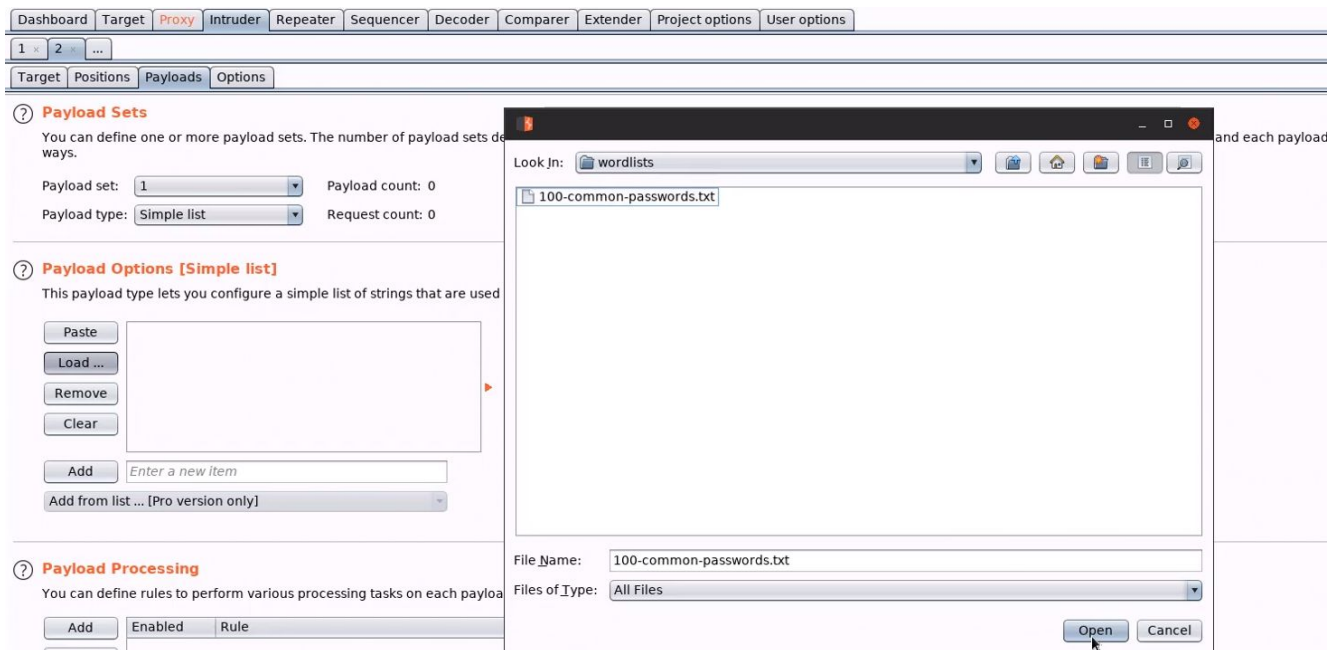 Dashboard Target Proxy Intruder Repeater Sequencer Decoder Comparer Extender Project options User options
1 × 2 × ...
Target Positions Payloads Options
? Payload Sets
You can define one or more payload sets. The number of payload sets de
and each payload
ways.
Payload set: 1 Payload count: 0
Payload type: Simple list Request count: 0
? Payload Options [Simple list]
This payload type lets you configure a simple list of strings that are used
Paste
Load ...
Remove
Clear
Add Enter a new item
Add from list ... [Pro version only]
? Payload Processing
You can define rules to perform various processing tasks on each payloa
Add Enabled Rule
Look In: wordlists
100-common-passwords.txt
File Name: 100-common-passwords.txt
Files of Type: All Files
Open Cancel